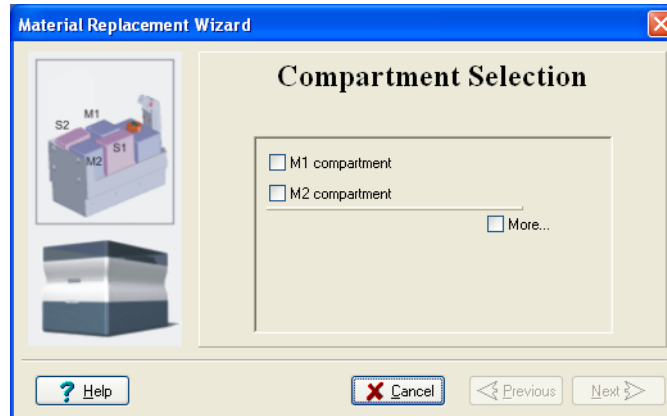 Material Replacement Wizard
Compartment Selection
S2
M1
S1
M2
M1 compartment
M2 compartment
More...
Help
Cancel
Previous
Next